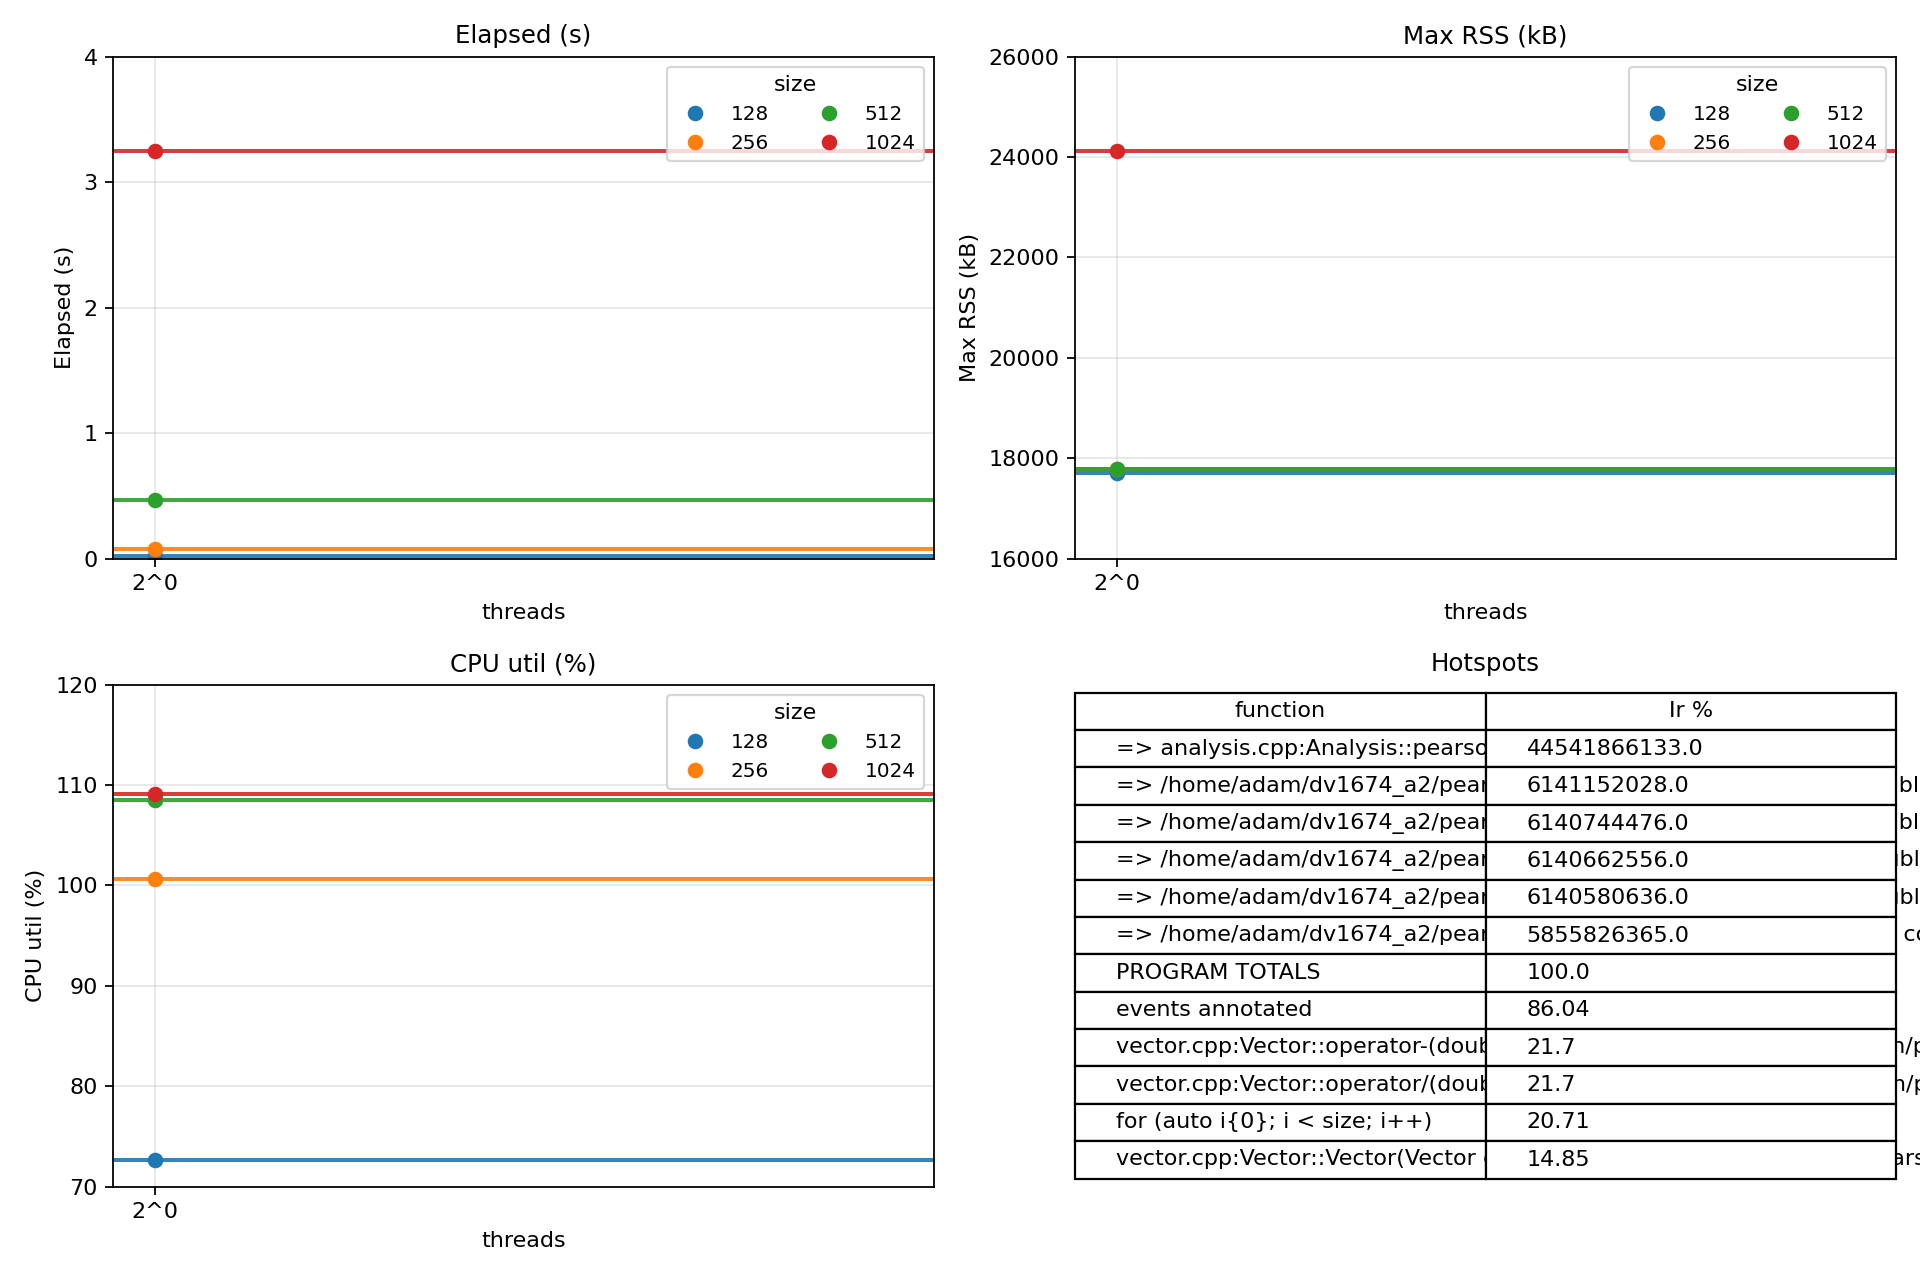 Elapsed (s)
4
3
2
1
0
Elapsed (s)
size
128 512
256 1024
2^0
threads
Max RSS (kB)
26000
24000
22000
20000
18000
16000
Max RSS (kB)
size
128 512
256 1024
2^0
threads
CPU util (%)
120
110
100
90
80
70
CPU util (%)
size
128 512
256 1024
2^0
threads
Hotspots
function Ir %
=> analysis.cpp:Analysis::pearso 44541866133.0
=> /home/adam/dv1674_a2/pear 6141152028.0 bl
=> /home/adam/dv1674_a2/pear 6140744476.0 bl
=> /home/adam/dv1674_a2/pear 6140662556.0 bl
=> /home/adam/dv1674_a2/pear 6140580636.0 bl
=> /home/adam/dv1674_a2/pear 5855826365.0 co
PROGRAM TOTALS 100.0
events annotated 86.04
vector.cpp:Vector::operator-(doub 21.7 n/p
vector.cpp:Vector::operator/(doub 21.7 n/p
for (auto i{0}; i < size; i++) 20.71
vector.cpp:Vector::Vector(Vector 14.85 ars